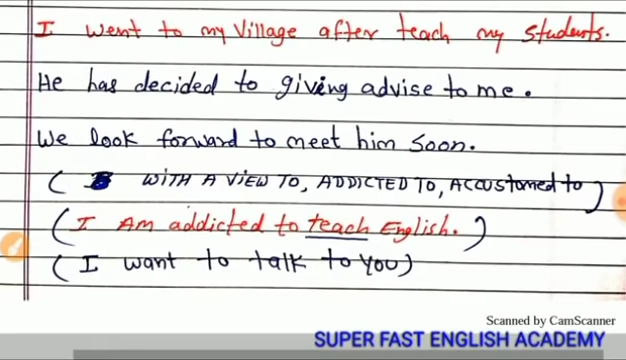 I went to my Village after teach my students.
He has decided to giving advise to me.
We look forward to meet him soon.
( WITH A VIEW TO, ADDICTED TO, ACCUSTOMED TO )
( I Am addicted to teach English. )
( I want to talk to you )
Scanned by CamScanner
SUPER FAST ENGLISH ACADEMY